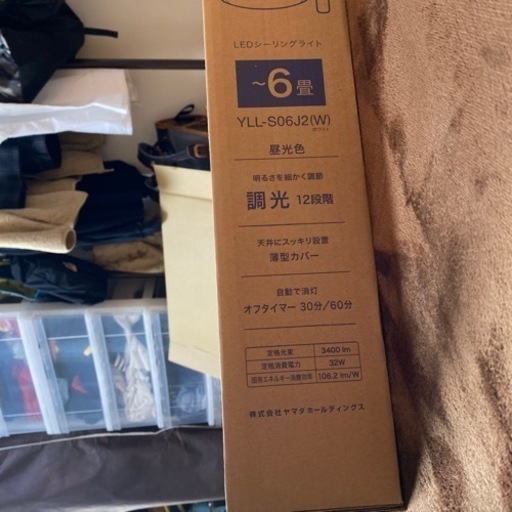 LEDシーリングライト
～6畳
YLL-S06J2(W)
ホワイト
昼光色
明るさを細かく調節
調光 12段階
天井にスッキリ設置
薄型カバー
自動で消灯
オフタイマー 30分/60分
定格光束 3400 lm
定格消費電力 32W
固有エネルギー消費効率 106.2 lm/W
株式会社ヤマダホールディングス